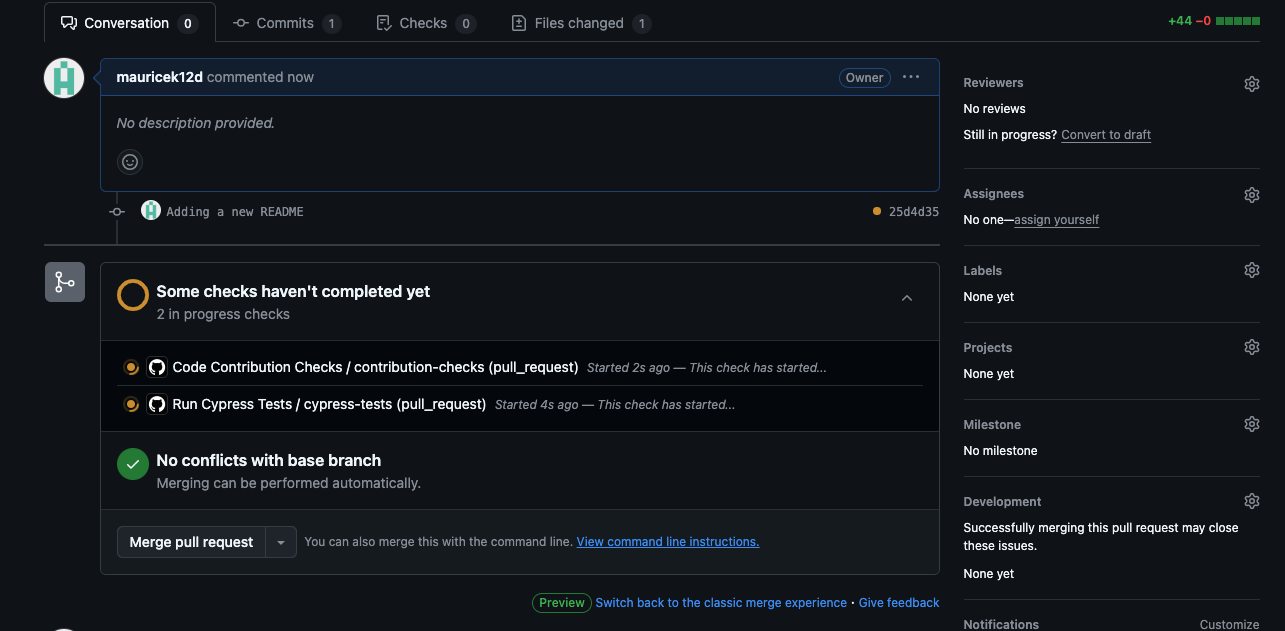 Conversation 0 Commits 1 Checks 0 Files changed 1 +44 −0
mauricek12d commented now Owner
No description provided.
Adding a new README 25d4d35
Some checks haven't completed yet
2 in progress checks
Code Contribution Checks / contribution-checks (pull_request) Started 2s ago — This check has started...
Run Cypress Tests / cypress-tests (pull_request) Started 4s ago — This check has started...
No conflicts with base branch
Merging can be performed automatically.
Merge pull request You can also merge this with the command line. View command line instructions.
Preview Switch back to the classic merge experience · Give feedback
Reviewers
No reviews
Still in progress? Convert to draft
Assignees
No one—assign yourself
Labels
None yet
Projects
None yet
Milestone
No milestone
Development
Successfully merging this pull request may close
these issues.
None yet
Notifications Customize